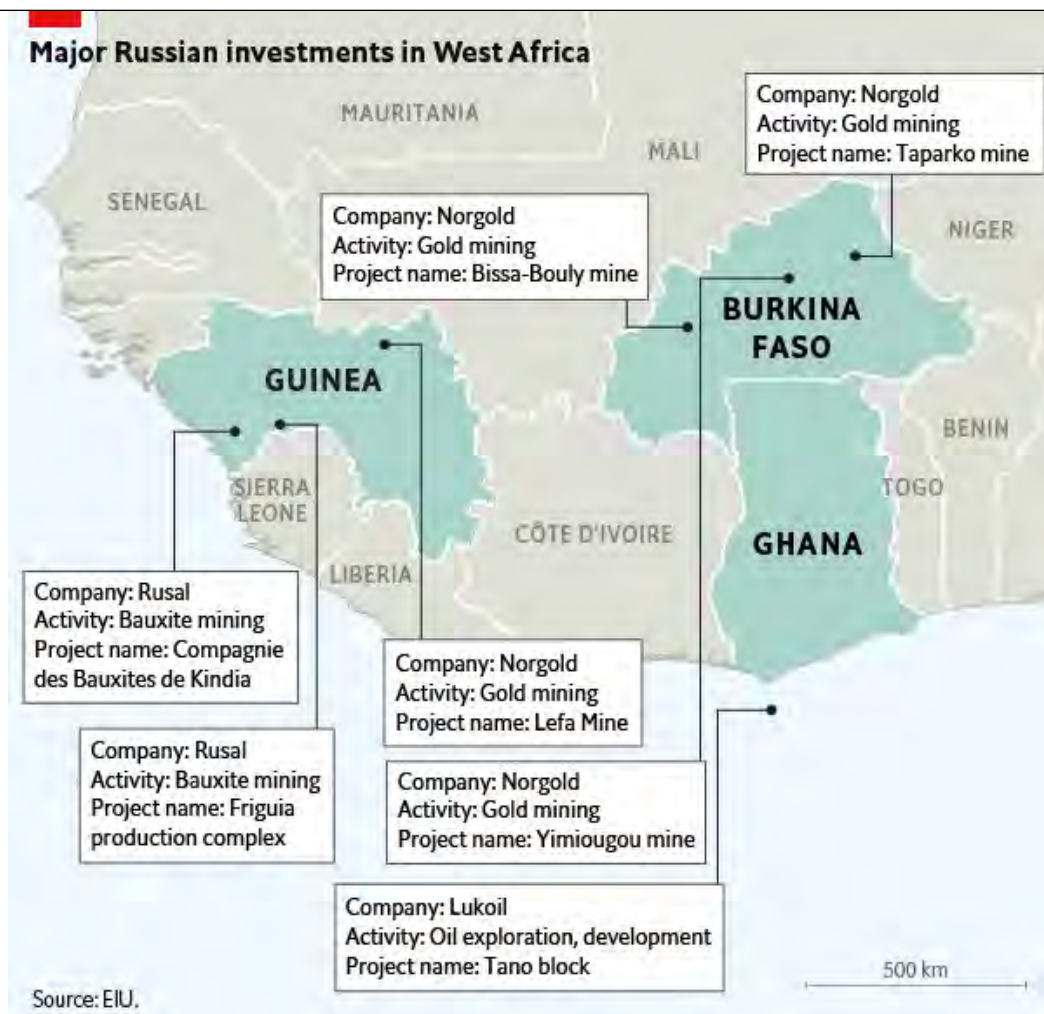 Major Russian investments in West Africa
Company: Norgold
Activity: Gold mining
Project name: Taparko mine
MAURITANIA
MALI
SENEGAL
NIGER
Company: Norgold
Activity: Gold mining
Project name: Bissa-Bouly mine
BURKINA
FASO
GUINEA
BENIN
SIERRA
LEONE
TOGO
CÔTE D'IVOIRE
GHANA
LIBERIA
Company: Rusal
Activity: Bauxite mining
Project name: Compagnie
des Bauxites de Kindia
Company: Norgold
Activity: Gold mining
Project name: Lefa Mine
Company: Rusal
Activity: Bauxite mining
Project name: Friguia
production complex
Company: Norgold
Activity: Gold mining
Project name: Yimiougou mine
Company: Lukoil
Activity: Oil exploration, development
Project name: Tano block
500 km
Source: EIU.